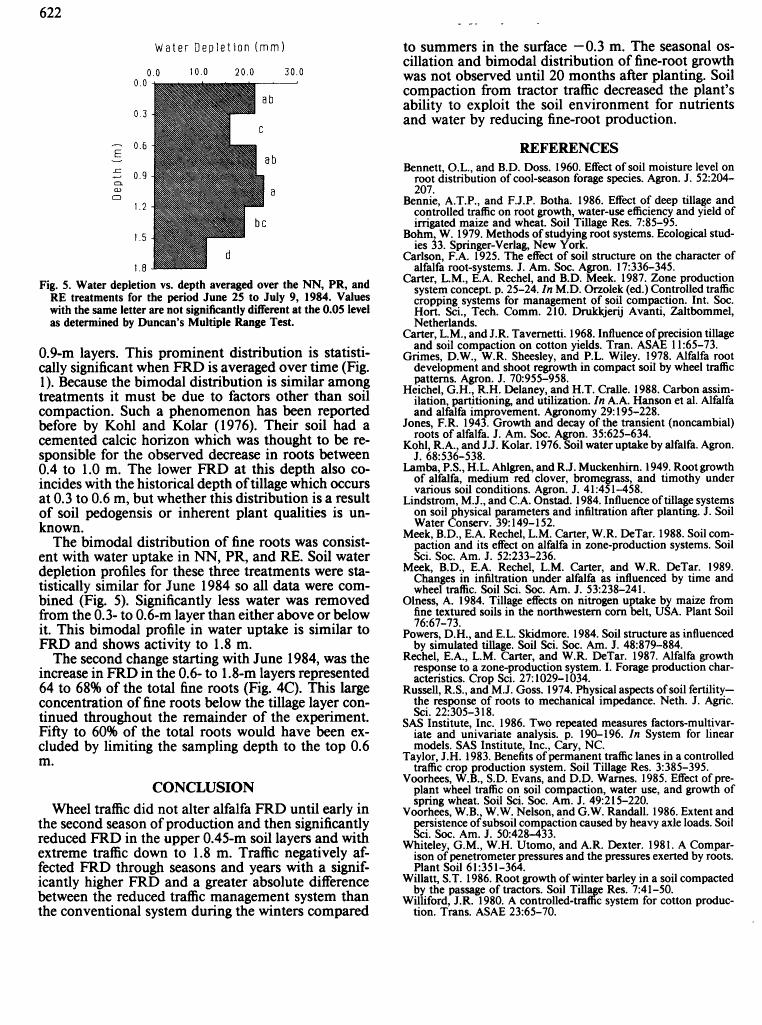 622
Water Depletion (mm)
0.0 10.0 20.0 30.0
0.0
0.3
0.6
0.9
1.2
1.5
1.8
Depth (m)
ab
c
ab
a
bc
d
Fig. 5. Water depletion vs. depth averaged over the NN, PR, and
RE treatments for the period June 25 to July 9, 1984. Values
with the same letter are not significantly different at the 0.05 level
as determined by Duncan's Multiple Range Test.
0.9-m layers. This prominent distribution is statisti-
cally significant when FRD is averaged over time (Fig.
1). Because the bimodal distribution is similar among
treatments it must be due to factors other than soil
compaction. Such a phenomenon has been reported
before by Kohl and Kolar (1976). Their soil had a
cemented calcic horizon which was thought to be re-
sponsible for the observed decrease in roots between
0.4 to 1.0 m. The lower FRD at this depth also co-
incides with the historical depth of tillage which occurs
at 0.3 to 0.6 m, but whether this distribution is a result
of soil pedogensis or inherent plant qualities is un-
known.
The bimodal distribution of fine roots was consist-
ent with water uptake in NN, PR, and RE. Soil water
depletion profiles for these three treatments were sta-
tistically similar for June 1984 so all data were com-
bined (Fig. 5). Significantly less water was removed
from the 0.3- to 0.6-m layer than either above or below
it. This bimodal profile in water uptake is similar to
FRD and shows activity to 1.8 m.
The second change starting with June 1984, was the
increase in FRD in the 0.6- to 1.8-m layers represented
64 to 68% of the total fine roots (Fig. 4C). This large
concentration of fine roots below the tillage layer con-
tinued throughout the remainder of the experiment.
Fifty to 60% of the total roots would have been ex-
cluded by limiting the sampling depth to the top 0.6
m.
CONCLUSION
Wheel traffic did not alter alfalfa FRD until early in
the second season of production and then significantly
reduced FRD in the upper 0.45-m soil layers and with
extreme traffic down to 1.8 m. Traffic negatively af-
fected FRD through seasons and years with a signif-
icantly higher FRD and a greater absolute difference
between the reduced traffic management system than
the conventional system during the winters compared
to summers in the surface −0.3 m. The seasonal os-
cillation and bimodal distribution of fine-root growth
was not observed until 20 months after planting. Soil
compaction from tractor traffic decreased the plant's
ability to exploit the soil environment for nutrients
and water by reducing fine-root production.
REFERENCES
Bennett, O.L., and B.D. Doss. 1960. Effect of soil moisture level on
root distribution of cool-season forage species. Agron. J. 52:204-
207.
Bennie, A.T.P., and F.J.P. Botha. 1986. Effect of deep tillage and
controlled traffic on root growth, water-use efficiency and yield of
irrigated maize and wheat. Soil Tillage Res. 7:85-95.
Bohm, W. 1979. Methods of studying root systems. Ecological stud-
ies 33. Springer-Verlag, New York.
Carlson, F.A. 1925. The effect of soil structure on the character of
alfalfa root-systems. J. Am. Soc. Agron. 17:336-345.
Carter, L.M., E.A. Rechel, and B.D. Meek. 1987. Zone production
system concept. p. 25-24. In M.D. Orzolek (ed.) Controlled traffic
cropping systems for management of soil compaction. Int. Soc.
Hort. Sci., Tech. Comm. 210. Drukkjerij Avanti, Zaltbommel,
Netherlands.
Carter, L.M., and J.R. Tavernetti. 1968. Influence of precision tillage
and soil compaction on cotton yields. Tran. ASAE 11:65-73.
Grimes, D.W., W.R. Sheesley, and P.L. Wiley. 1978. Alfalfa root
development and shoot regrowth in compact soil by wheel traffic
patterns. Agron. J. 70:955-958.
Heichel, G.H., R.H. Delaney, and H.T. Cralle. 1988. Carbon assim-
ilation, partitioning, and utilization. In A.A. Hanson et al. Alfalfa
and alfalfa improvement. Agronomy 29:195-228.
Jones, F.R. 1943. Growth and decay of the transient (noncambial)
roots of alfalfa. J. Am. Soc. Agron. 35:625-634.
Kohl, R.A., and J.J. Kolar. 1976. Soil water uptake by alfalfa. Agron.
J. 68:536-538.
Lamba, P.S., H.L. Ahlgren, and R.J. Muckenhirn. 1949. Root growth
of alfalfa, medium red clover, bromegrass, and timothy under
various soil conditions. Agron. J. 41:451-458.
Lindstrom, M.J., and C.A. Onstad. 1984. Influence of tillage systems
on soil physical parameters and infiltration after planting. J. Soil
Water Conserv. 39:149-152.
Meek, B.D., E.A. Rechel, L.M. Carter, W.R. DeTar. 1988. Soil com-
paction and its effect on alfalfa in zone-production systems. Soil
Sci. Soc. Am. J. 52:233-236.
Meek, B.D., E.A. Rechel, L.M. Carter, and W.R. DeTar. 1989.
Changes in infiltration under alfalfa as influenced by time and
wheel traffic. Soil Sci. Soc. Am. J. 53:238-241.
Olness, A. 1984. Tillage effects on nitrogen uptake by maize from
fine textured soils in the northwestern corn belt, USA. Plant Soil
76:67-73.
Powers, D.H., and E.L. Skidmore. 1984. Soil structure as influenced
by simulated tillage. Soil Sci. Soc. Am. J. 48:879-884.
Rechel, E.A., L.M. Carter, and W.R. DeTar. 1987. Alfalfa growth
response to a zone-production system. I. Forage production char-
acteristics. Crop Sci. 27:1029-1034.
Russell, R.S., and M.J. Goss. 1974. Physical aspects of soil fertility—
the response of roots to mechanical impedance. Neth. J. Agric.
Sci. 22:305-318.
SAS Institute, Inc. 1986. Two repeated measures factors-multivar-
iate and univariate analysis. p. 190-196. In System for linear
models. SAS Institute, Inc., Cary, NC.
Taylor, J.H. 1983. Benefits of permanent traffic lanes in a controlled
traffic crop production system. Soil Tillage Res. 3:385-395.
Voorhees, W.B., S.D. Evans, and D.D. Warnes. 1985. Effect of pre-
plant wheel traffic on soil compaction, water use, and growth of
spring wheat. Soil Sci. Soc. Am. J. 49:215-220.
Voorhees, W.B., W.W. Nelson, and G.W. Randall. 1986. Extent and
persistence of subsoil compaction caused by heavy axle loads. Soil
Sci. Soc. Am. J. 50:428-433.
Whiteley, G.M., W.H. Utomo, and A.R. Dexter. 1981. A Compar-
ison of penetrometer pressures and the pressures exerted by roots.
Plant Soil 61:351-364.
Willatt, S.T. 1986. Root growth of winter barley in a soil compacted
by the passage of tractors. Soil Tillage Res. 7:41-50.
Williford, J.R. 1980. A controlled-traffic system for cotton produc-
tion. Trans. ASAE 23:65-70.